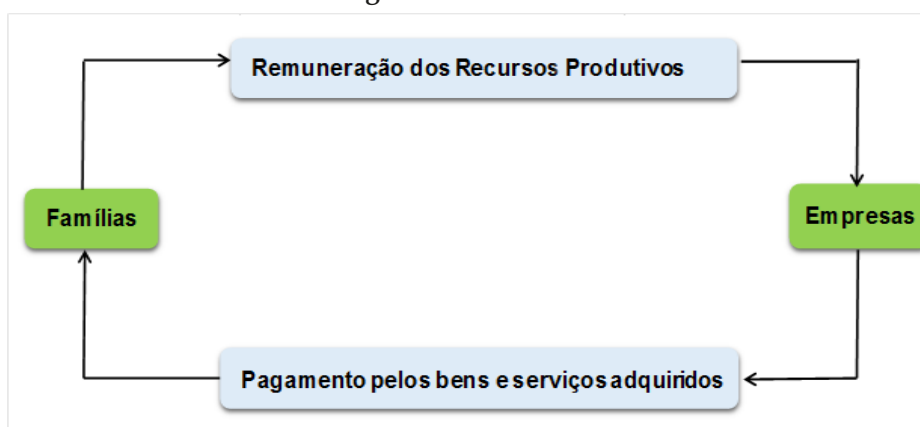 Remuneração dos Recursos Produtivos
Famílias
Empresas
Pagamento pelos bens e serviços adquiridos